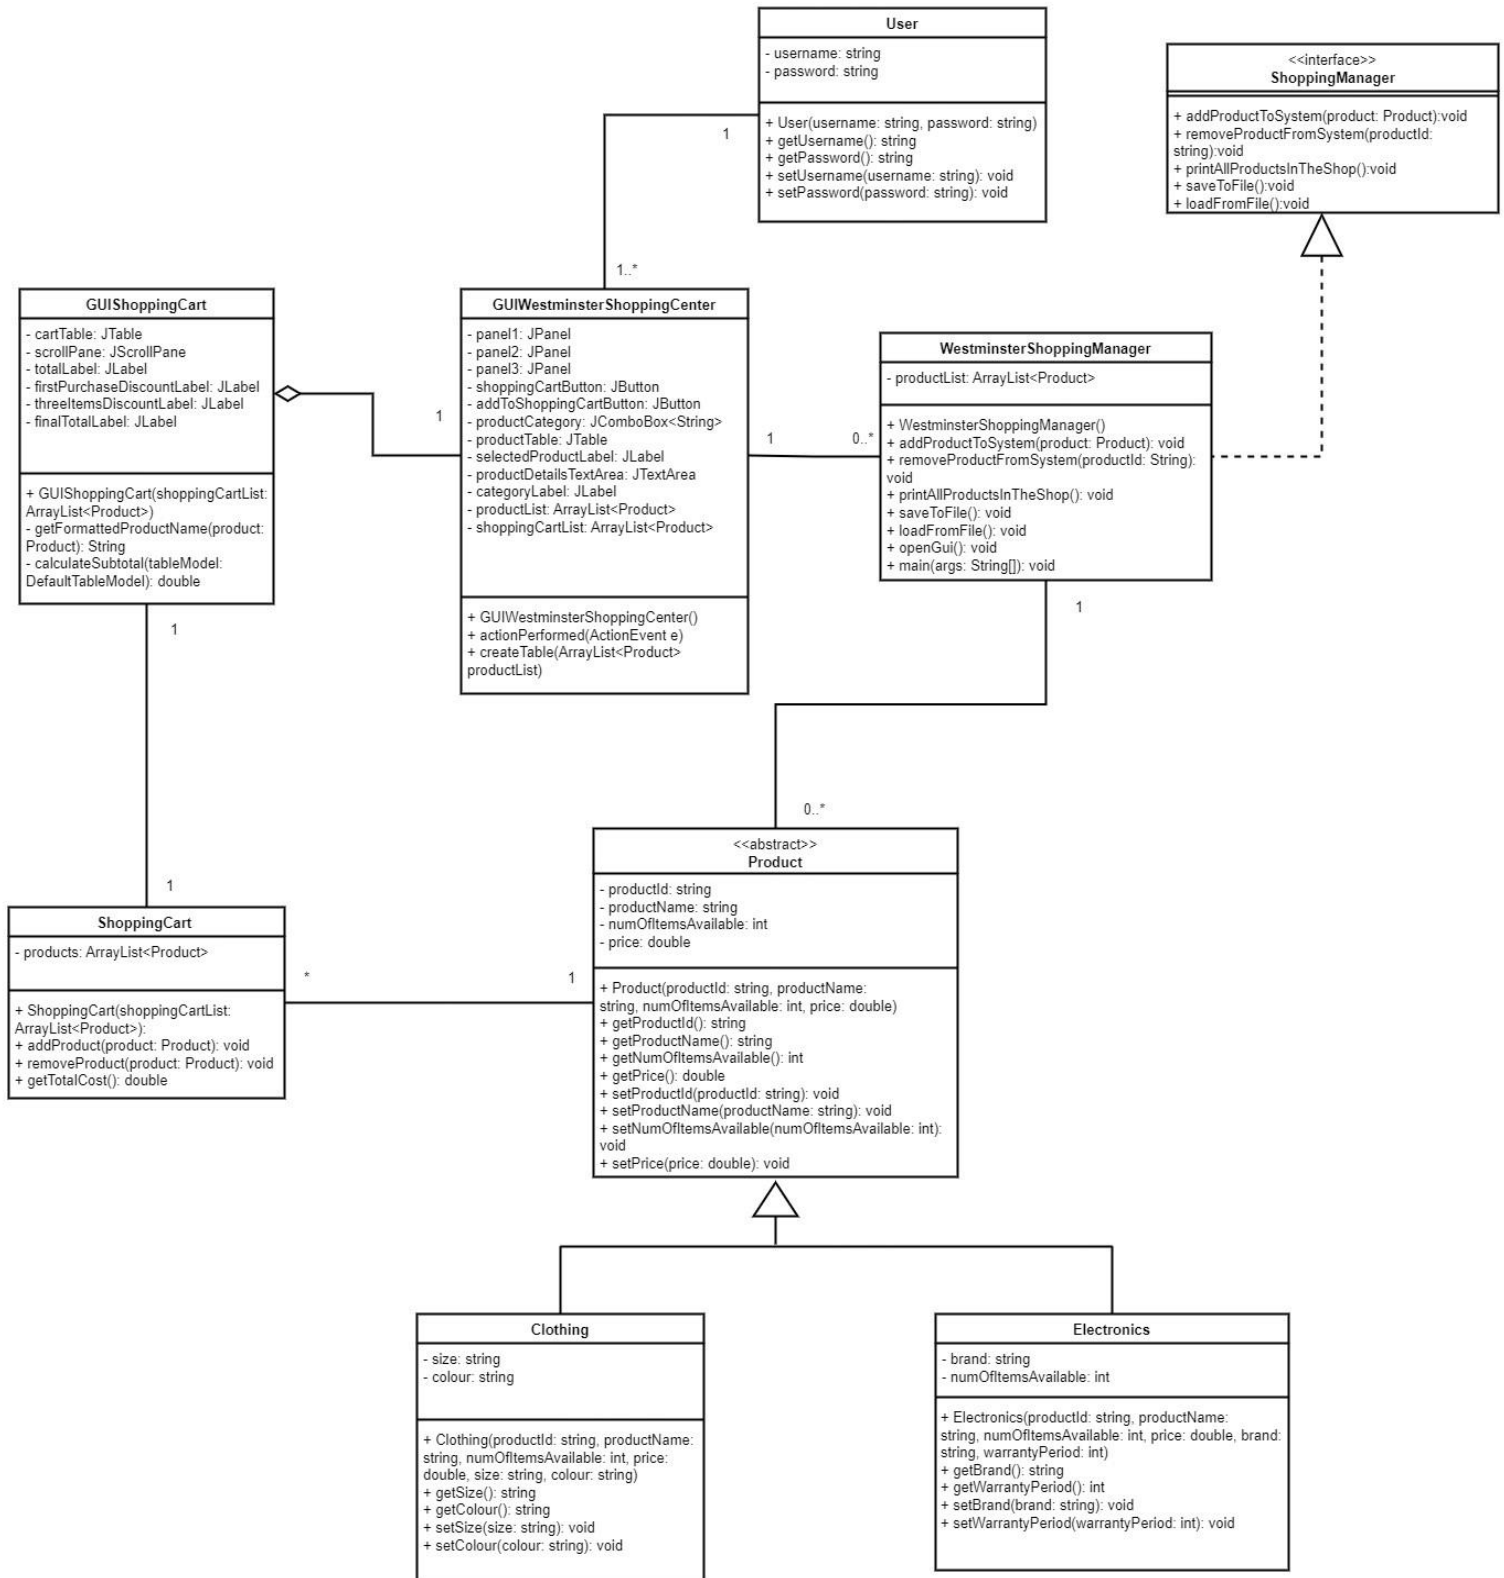 User
- username: string
- password: string
+ User(username: string, password: string)
+ getUsername(): string
+ getPassword(): string
+ setUsername(username: string): void
+ setPassword(password: string): void
<<interface>>
ShoppingManager
+ addProductToSystem(product: Product):void
+ removeProductFromSystem(productId:
string):void
+ printAllProductsInTheShop():void
+ saveToFile():void
+ loadFromFile():void
1
1..*
GUIShoppingCart
- cartTable: JTable
- scrollPane: JScrollPane
- totalLabel: JLabel
- firstPurchaseDiscountLabel: JLabel
- threeItemsDiscountLabel: JLabel
- finalTotalLabel: JLabel
+ GUIShoppingCart(shoppingCartList:
ArrayList<Product>)
- getFormattedProductName(product:
Product): String
- calculateSubtotal(tableModel:
DefaultTableModel): double
1
GUIWestminsterShoppingCenter
- panel1: JPanel
- panel2: JPanel
- panel3: JPanel
- shoppingCartButton: JButton
- addToShoppingCartButton: JButton
- productCategory: JComboBox<String>
- productTable: JTable
- selectedProductLabel: JLabel
- productDetailsTextArea: JTextArea
- categoryLabel: JLabel
- productList: ArrayList<Product>
- shoppingCartList: ArrayList<Product>
+ GUIWestminsterShoppingCenter()
+ actionPerformed(ActionEvent e)
+ createTable(ArrayList<Product>
productList)
1
0..*
WestminsterShoppingManager
- productList: ArrayList<Product>
+ WestminsterShoppingManager()
+ addProductToSystem(product: Product): void
+ removeProductFromSystem(productId: String):
void
+ printAllProductsInTheShop(): void
+ saveToFile(): void
+ loadFromFile(): void
+ openGui(): void
+ main(args: String[]): void
1
1
0..*
1
ShoppingCart
- products: ArrayList<Product>
+ ShoppingCart(shoppingCartList:
ArrayList<Product>):
+ addProduct(product: Product): void
+ removeProduct(product: Product): void
+ getTotalCost(): double
*
1
<<abstract>>
Product
- productId: string
- productName: string
- numOfItemsAvailable: int
- price: double
+ Product(productId: string, productName:
string, numOfItemsAvailable: int, price: double)
+ getProductId(): string
+ getProductName(): string
+ getNumOfItemsAvailable(): int
+ getPrice(): double
+ setProductId(productId: string): void
+ setProductName(productName: string): void
+ setNumOfItemsAvailable(numOfItemsAvailable: int):
void
+ setPrice(price: double): void
Clothing
- size: string
- colour: string
+ Clothing(productId: string, productName:
string, numOfItemsAvailable: int, price:
double, size: string, colour: string)
+ getSize(): string
+ getColour(): string
+ setSize(size: string): void
+ setColour(colour: string): void
Electronics
- brand: string
- numOfItemsAvailable: int
+ Electronics(productId: string, productName:
string, numOfItemsAvailable: int, price: double, brand:
string, warrantyPeriod: int)
+ getBrand(): string
+ getWarrantyPeriod(): int
+ setBrand(brand: string): void
+ setWarrantyPeriod(warrantyPeriod: int): void